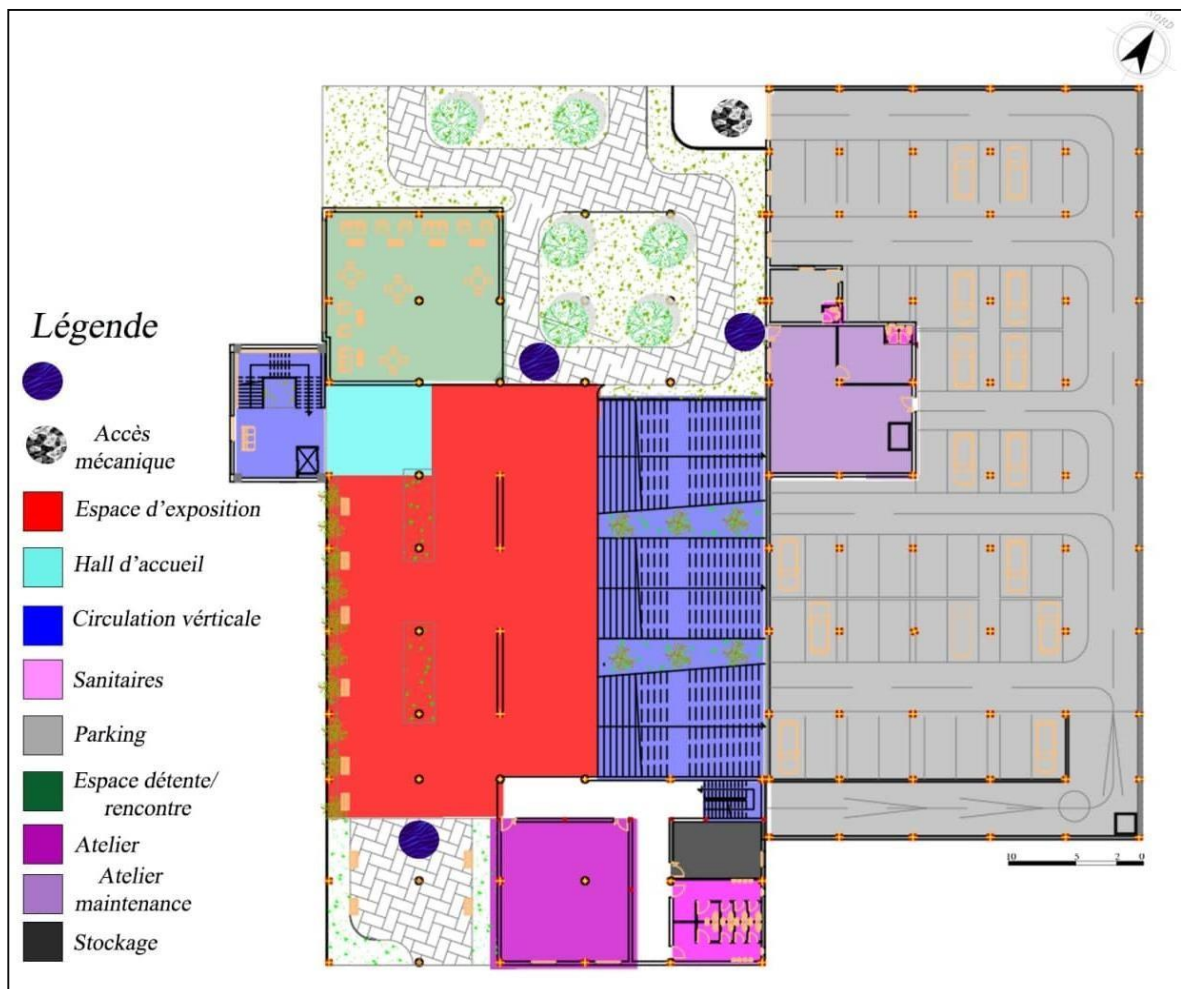 NORD
Légende
Accès
mécanique
Espace d'exposition
Hall d'accueil
Circulation vérticale
Sanitaires
Parking
Espace détente/
rencontre
Atelier
Atelier
maintenance
Stockage
10 5 2 0